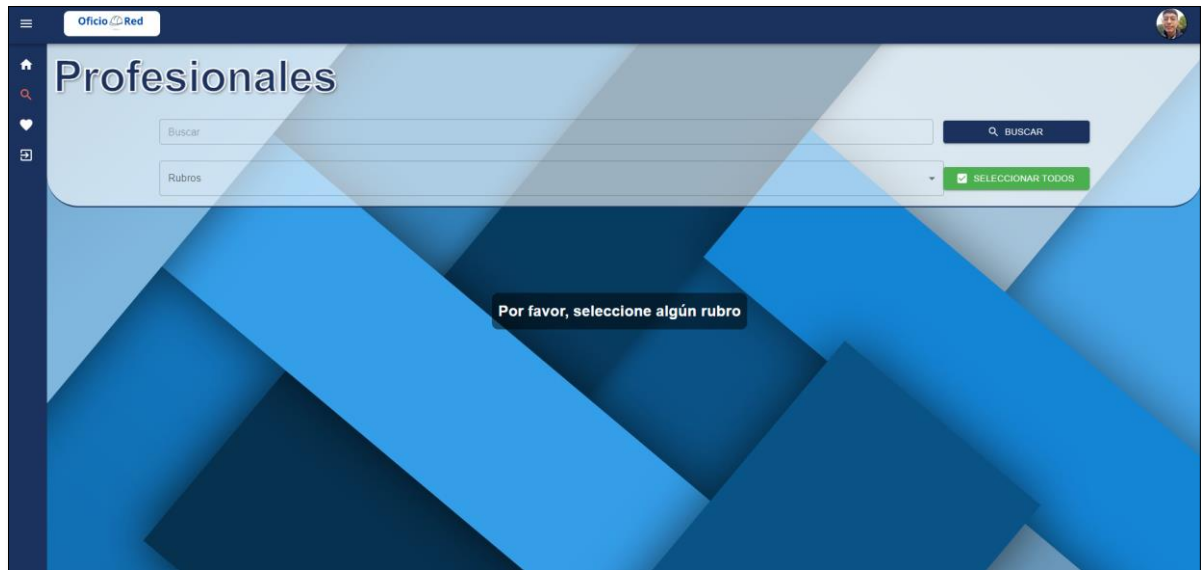 Oficio Red
Profesionales
Buscar
BUSCAR
Rubros
SELECCIONAR TODOS
Por favor, seleccione algún rubro